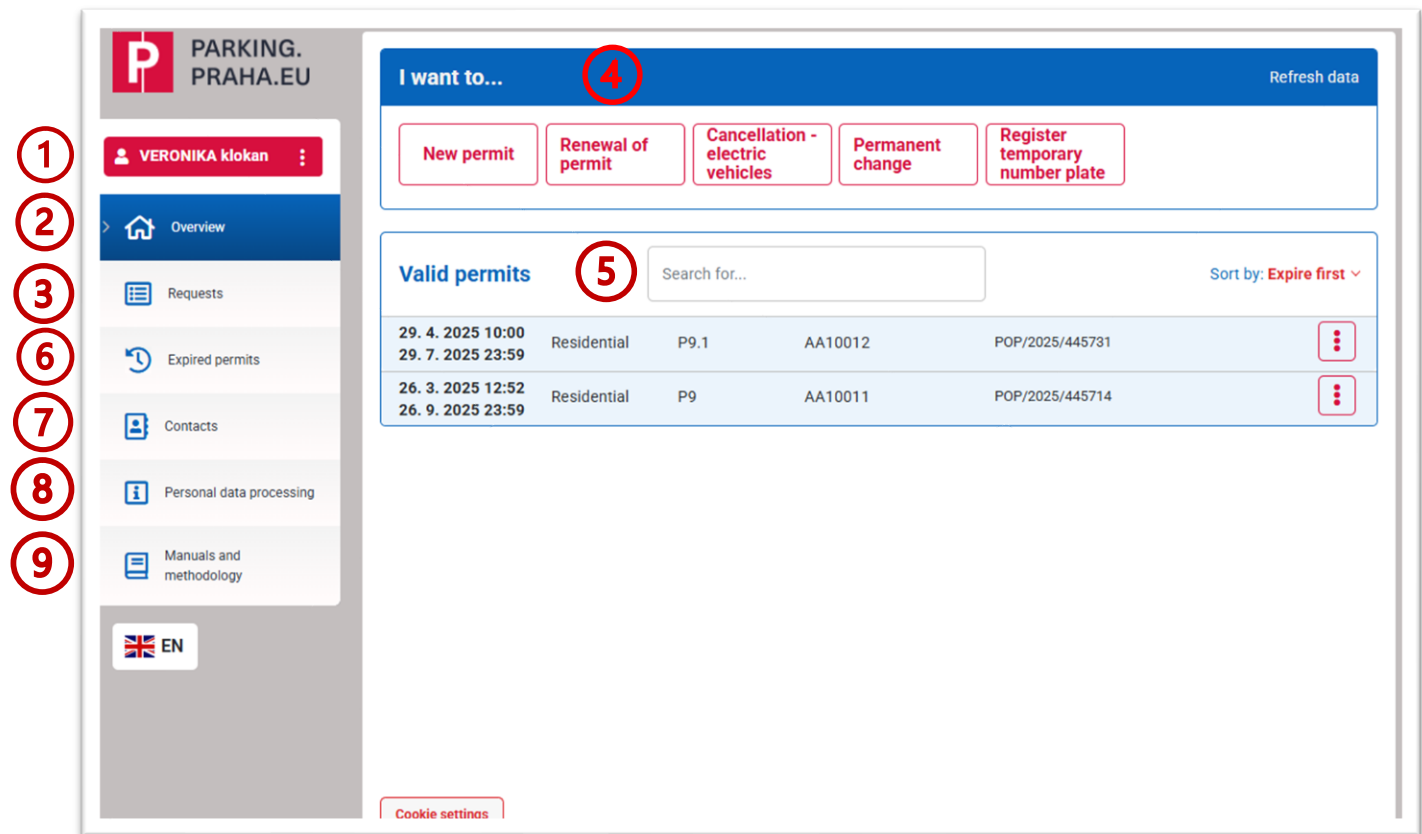 PARKING.
PRAHA.EU
1
VERONIKA klokan
2
Overview
3
Requests
6
Expired permits
7
Contacts
8
Personal data processing
9
Manuals and
methodology
EN
I want to...
4
Refresh data
New permit
Renewal of
permit
Cancellation -
electric
vehicles
Permanent
change
Register
temporary
number plate
Valid permits
5
Search for...
Sort by: Expire first
29. 4. 2025 10:00
29. 7. 2025 23:59
Residential P9.1 AA10012 POP/2025/445731
26. 3. 2025 12:52
26. 9. 2025 23:59
Residential P9 AA10011 POP/2025/445714
Cookie settings